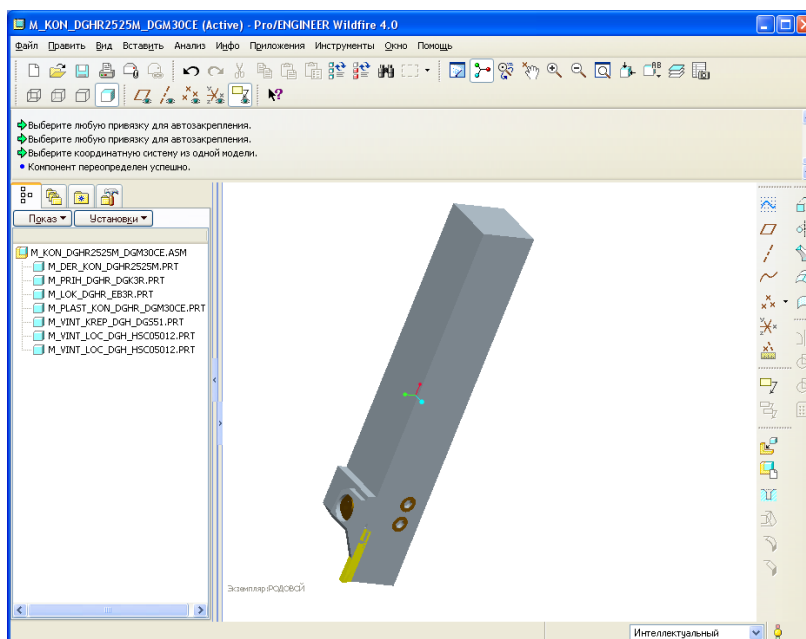 M_KON_DGHR2525M_DGM30CE (Active) - Pro/ENGINEER Wildfire 4.0
Файл Править Вид Вставить Анализ Инфо Приложения Инструменты Окно Помощь
Выберите любую привязку для автозакрепления.
Выберите любую привязку для автозакрепления.
Выберите координатную систему из одной модели.
Компонент переопределен успешно.
Показ Установки
M_KON_DGHR2525M_DGM30CE.ASM
M_DER_KON_DGHR2525M.PRT
M_PRIH_DGHR_DGK3R.PRT
M_LOK_DGHR_EB3R.PRT
M_PLAST_KON_DGHR_DGM30CE.PRT
M_VINT_KREP_DGH_DGS51.PRT
M_VINT_LOC_DGH_HSC05012.PRT
M_VINT_LOC_DGH_HSC05012.PRT
Экземпляр:РОДОВОЙ
Интеллектуальный